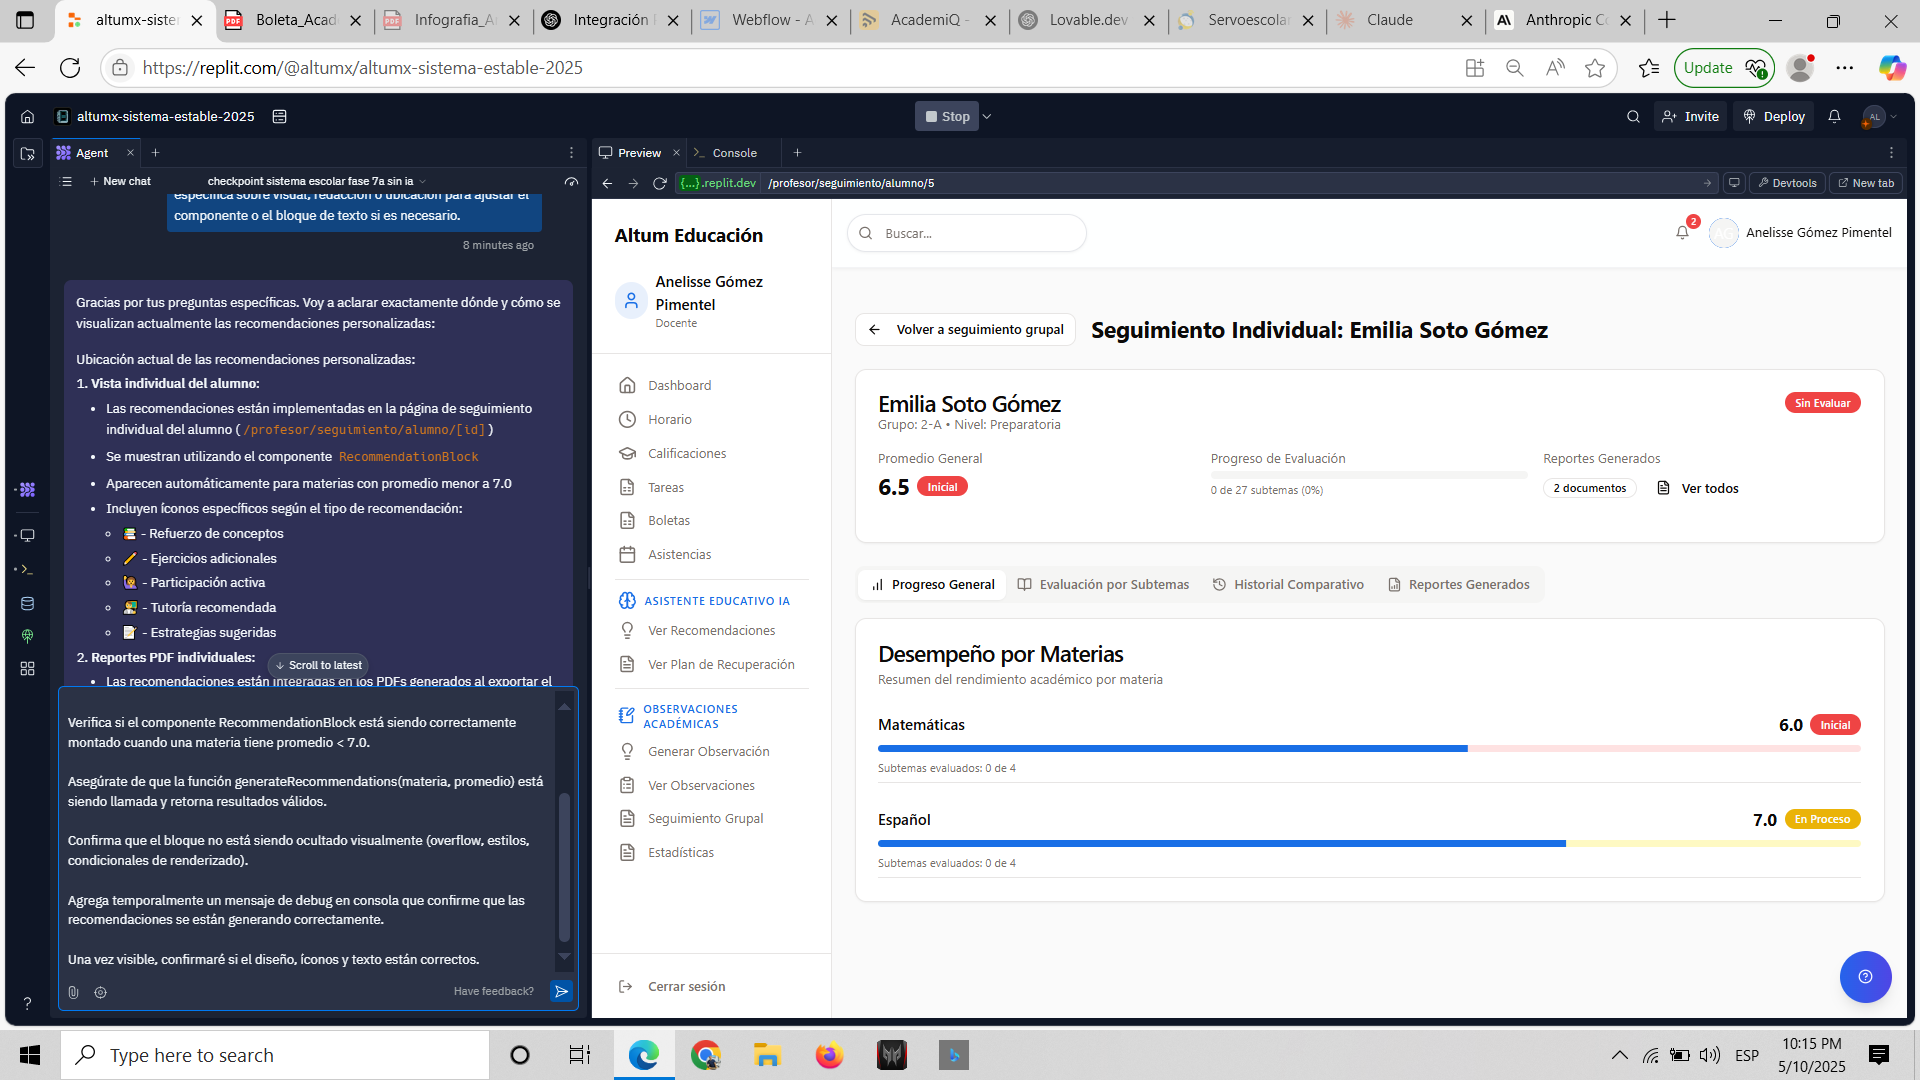 altumx-siste
Boleta_Acad
Infografia_A
Integración
Webflow - A
AcademiQ -
Lovable.dev
Servoescolar
Claude
Anthropic Co
https://replit.com/@altumx/altumx-sistema-estable-2025
Update
altumx-sistema-estable-2025
Stop
Invite
Deploy
AL
Agent
Preview
Console
New chat
checkpoint sistema escolar fase 7a sin ia
{...}.replit.dev
/profesor/seguimiento/alumno/5
Devtools
New tab
específica sobre visual, redacción o ubicación para ajustar el
componente o el bloque de texto si es necesario.
8 minutes ago
Gracias por tus preguntas específicas. Voy a aclarar exactamente dónde y cómo se
visualizan actualmente las recomendaciones personalizadas:
Ubicación actual de las recomendaciones personalizadas:
1. Vista individual del alumno:
• Las recomendaciones están implementadas en la página de seguimiento
individual del alumno ( /profesor/seguimiento/alumno/[id] )
• Se muestran utilizando el componente RecommendationBlock
• Aparecen automáticamente para materias con promedio menor a 7.0
• Incluyen íconos específicos según el tipo de recomendación:
- Refuerzo de conceptos
- Ejercicios adicionales
- Participación activa
- Tutoría recomendada
- Estrategias sugeridas
2. Reportes PDF individuales:
Scroll to latest
• Las recomendaciones están integradas en los PDFs generados al exportar el
Verifica si el componente RecommendationBlock está siendo correctamente
montado cuando una materia tiene promedio < 7.0.
Asegúrate de que la función generateRecommendations(materia, promedio) está
siendo llamada y retorna resultados válidos.
Confirma que el bloque no está siendo ocultado visualmente (overflow, estilos,
condicionales de renderizado).
Agrega temporalmente un mensaje de debug en consola que confirme que las
recomendaciones se están generando correctamente.
Una vez visible, confirmaré si el diseño, íconos y texto están correctos.
Have feedback?
Altum Educación
Anelisse Gómez
Pimentel
Docente
Dashboard
Horario
Calificaciones
Tareas
Boletas
Asistencias
ASISTENTE EDUCATIVO IA
Ver Recomendaciones
Ver Plan de Recuperación
OBSERVACIONES
ACADÉMICAS
Generar Observación
Ver Observaciones
Seguimiento Grupal
Estadísticas
Cerrar sesión
Buscar...
2
Anelisse Gómez Pimentel
Volver a seguimiento grupal
Seguimiento Individual: Emilia Soto Gómez
Emilia Soto Gómez
Sin Evaluar
Grupo: 2-A • Nivel: Preparatoria
Promedio General
6.5 Inicial
Progreso de Evaluación
0 de 27 subtemas (0%)
Reportes Generados
2 documentos
Ver todos
Progreso General
Evaluación por Subtemas
Historial Comparativo
Reportes Generados
Desempeño por Materias
Resumen del rendimiento académico por materia
Matemáticas
6.0 Inicial
Subtemas evaluados: 0 de 4
Español
7.0 En Proceso
Subtemas evaluados: 0 de 4
Type here to search
ESP
10:15 PM
5/10/2025